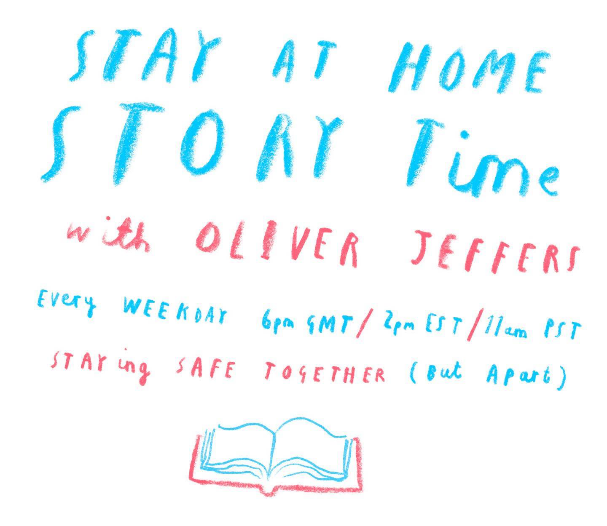 STAY AT HOME
STORY Time
with OLIVER JEFFERS
Every WEEKDAY 6pm GMT/2pm EST/11am PST
STAYing SAFE TOGETHER (But Apart)